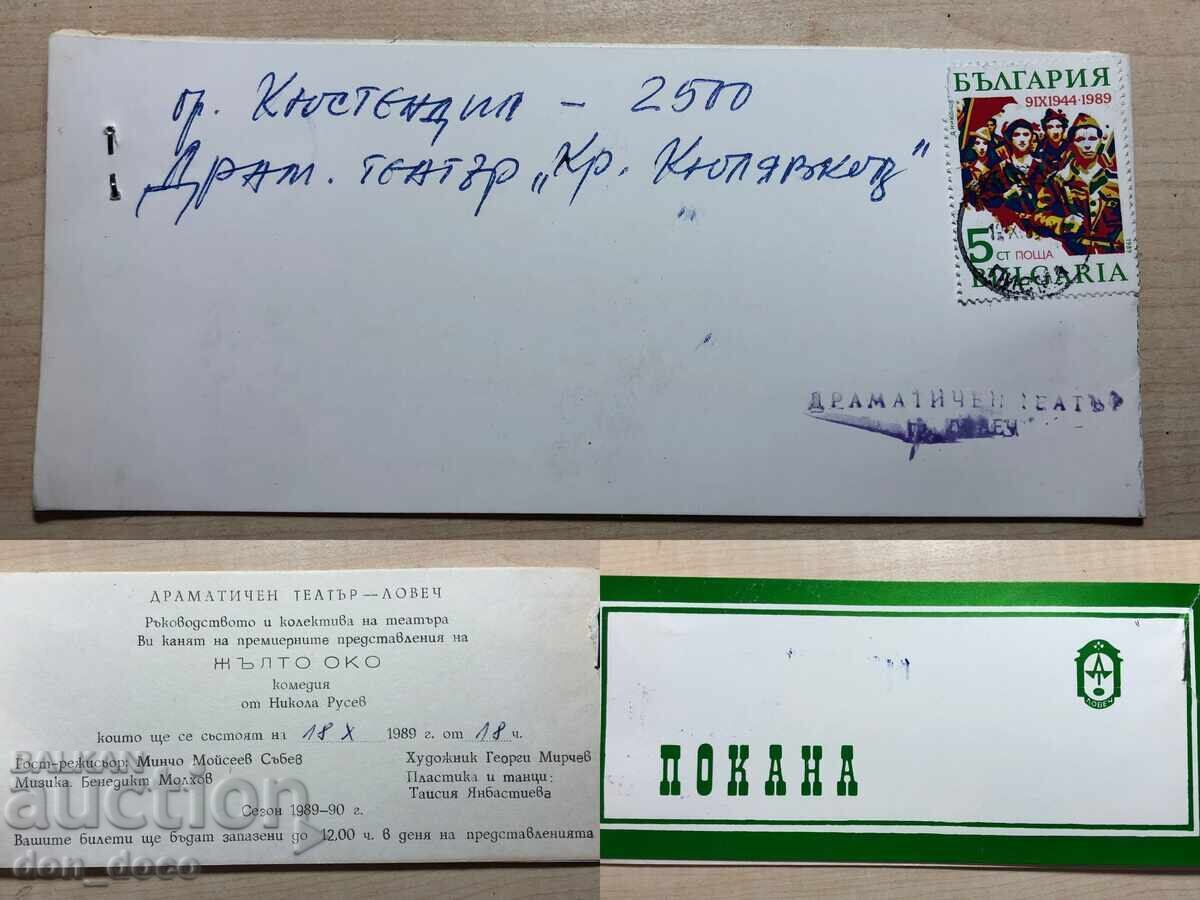 гр. Кюстендил – 2500
Драм. театър „Кр. Кюлявков"
БЪЛГАРИЯ
9IX1944·1989
5 СТ ПОЩА
BULGARIA
1989
ДРАМАТИЧЕН ТЕАТЪР
гр. ЛОВЕЧ
ДРАМАТИЧЕН ТЕАТЪР — ЛОВЕЧ
Ръководството и колектива на театъра
Ви канят на премиерните представления на
ЖЪЛТО ОКО
комедия
от Никола Русев
които ще се състоят на 18 X 1989 г. от 18 ч.
Гост-режисьор: Минчо Мойсеев Събев
Музика. Бенедикт Молхов
Художник Георги Мирчев
Пластика и танци:
Таисия Янбастиева
Сезон 1989–90 г.
Вашите билети ще бъдат запазени до 12,00 ч. в деня на представленията
BALKAN
auction
don_doco
ЛОВЕЧ
ПОКАНА